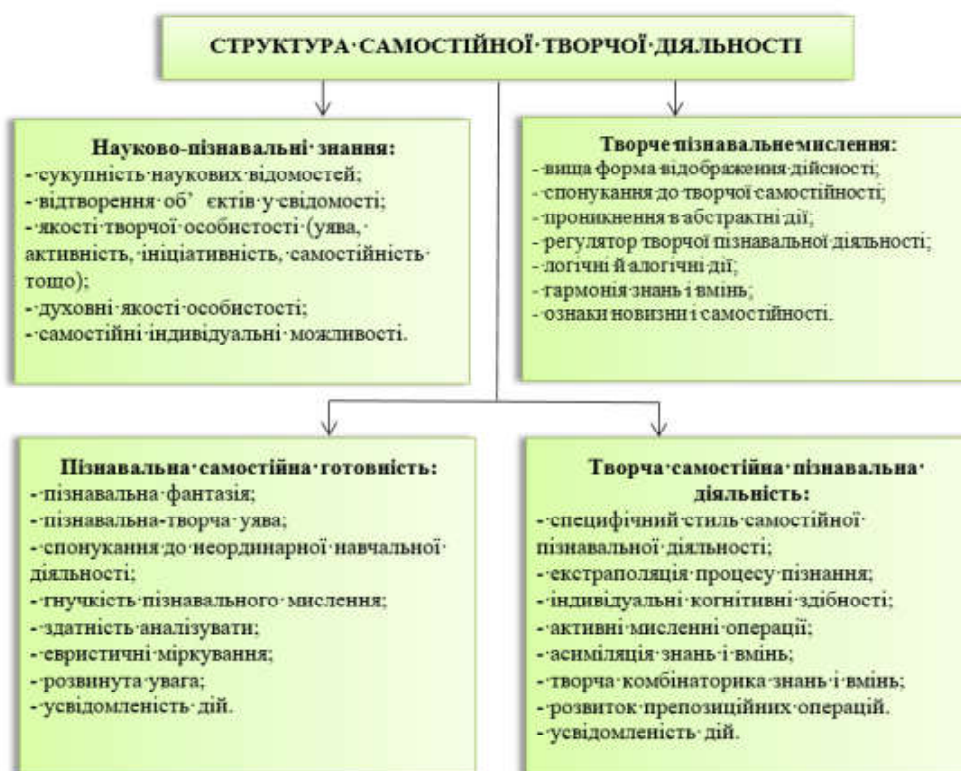 СТРУКТУРА САМОСТІЙНОЇ ТВОРЧОЇ ДІЯЛЬНОСТІ
Науково-пізнавальні знання:
- сукупність наукових відомостей;
- відтворення об’ єктів у свідомості;
- якості творчої особистості (уява,
активність, ініціативність, самостійність
тощо);
- духовні якості особистості;
- самостійні індивідуальні можливості.
Творче пізнавальне мислення:
- вища форма відображення дійсності;
- спонукання до творчої самостійності;
- проникнення в абстрактні дії;
- регулятор творчої пізнавальної діяльності;
- логічні й алогічні дії;
- гармонія знань і вмінь;
- ознаки новизни і самостійності.
Пізнавальна самостійна готовність:
- пізнавальна фантазія;
- пізнавальна-творча уява;
- спонукання до неординарної навчальної
діяльності;
- гнучкість пізнавального мислення;
- здатність аналізувати;
- евристичні міркування;
- розвинута увага;
- усвідомленість дій.
Творча самостійна пізнавальна
діяльність:
- специфічний стиль самостійної
пізнавальної діяльності;
- екстраполяція процесу пізнання;
- індивідуальні когнітивні здібності;
- активні мисленні операції;
- асиміляція знань і вмінь;
- творча комбінаторика знань і вмінь;
- розвиток препозиційних операцій.
- усвідомленість дій.